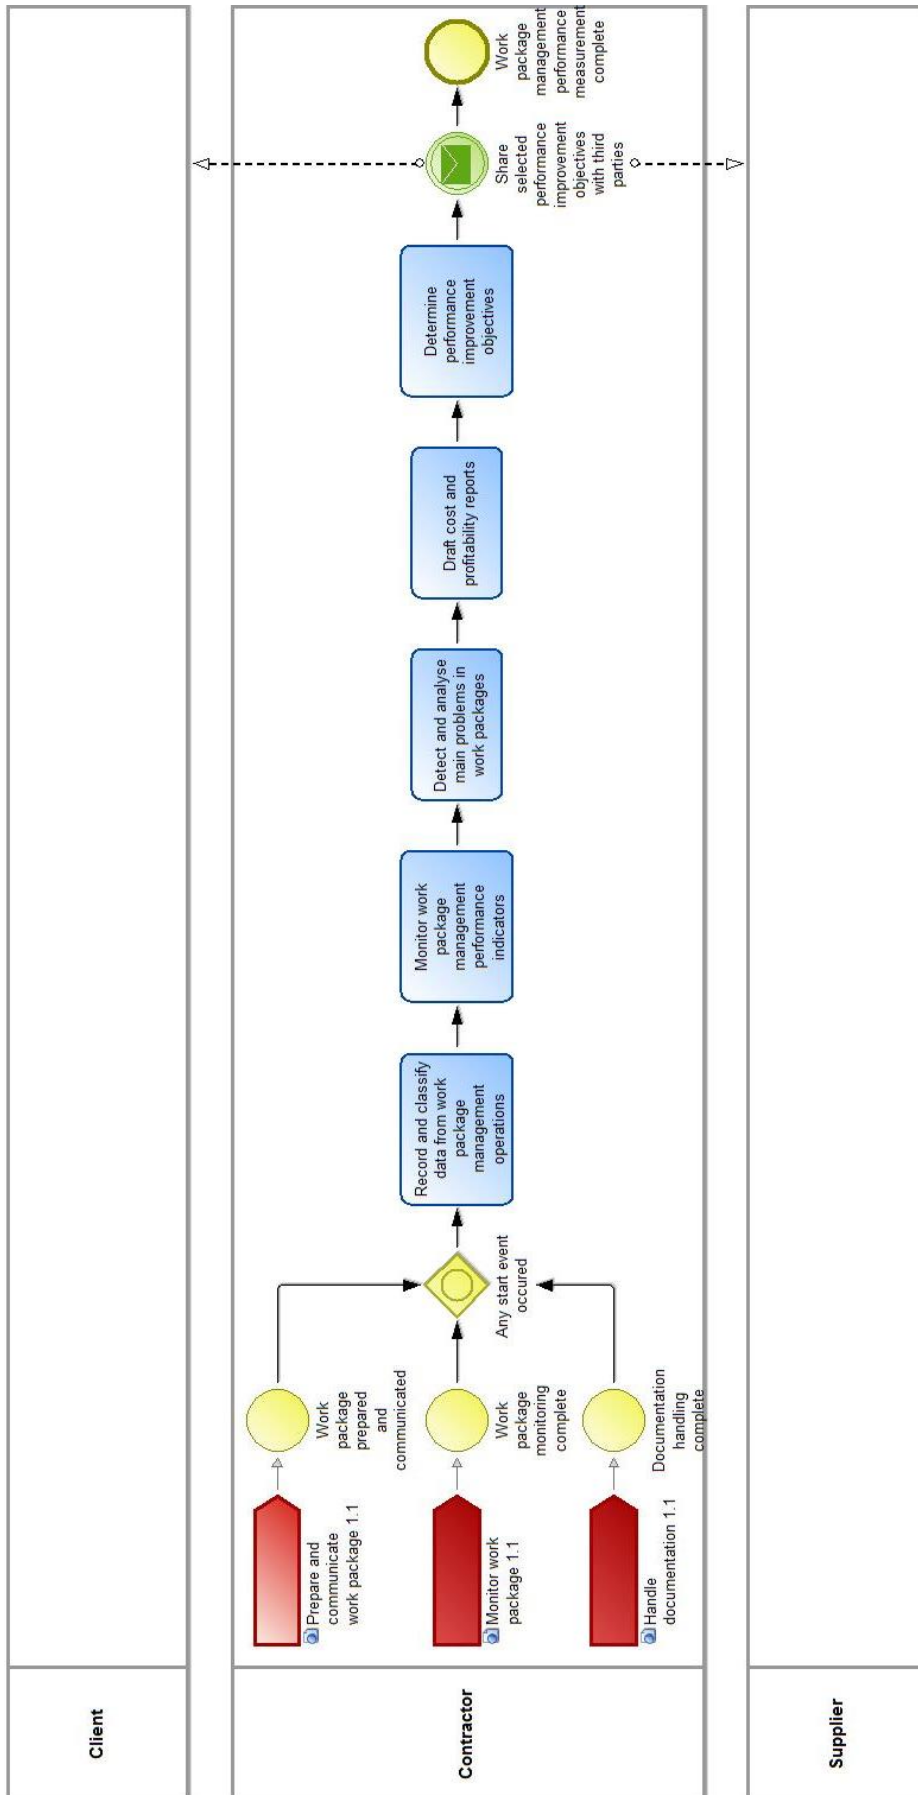 Client
Contractor
Supplier
Prepare and
communicate
work package 1.1
Monitor work
package 1.1
Handle
documentation 1.1
Work
package
prepared
and
communicated
Work
package
monitoring
complete
Documentation
handling
complete
Any start event
occured
Record and classify
data from work
package
management
operations
Monitor work
package
management
performance
indicators
Detect and analyse
main problems in
work packages
Draft cost and
profitability reports
Determine
performance
improvement
objectives
Share
selected
performance
improvement
objectives
with third
parties
Work
package
management
performance
measurement
complete